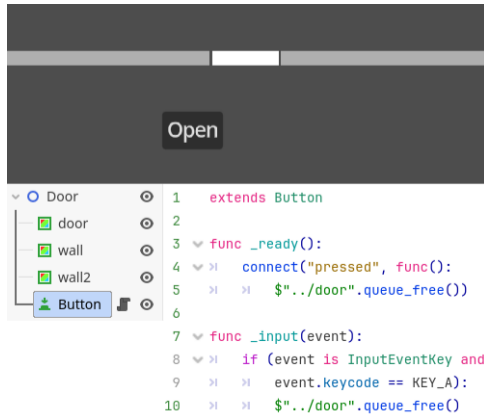 Open
Door
door
wall
wall2
Button
1 extends Button
2
3 func _ready():
4 connect("pressed", func():
5 $"../door".queue_free())
6
7 func _input(event):
8 if (event is InputEventKey and
9 event.keycode == KEY_A):
10 $"../door".queue_free()